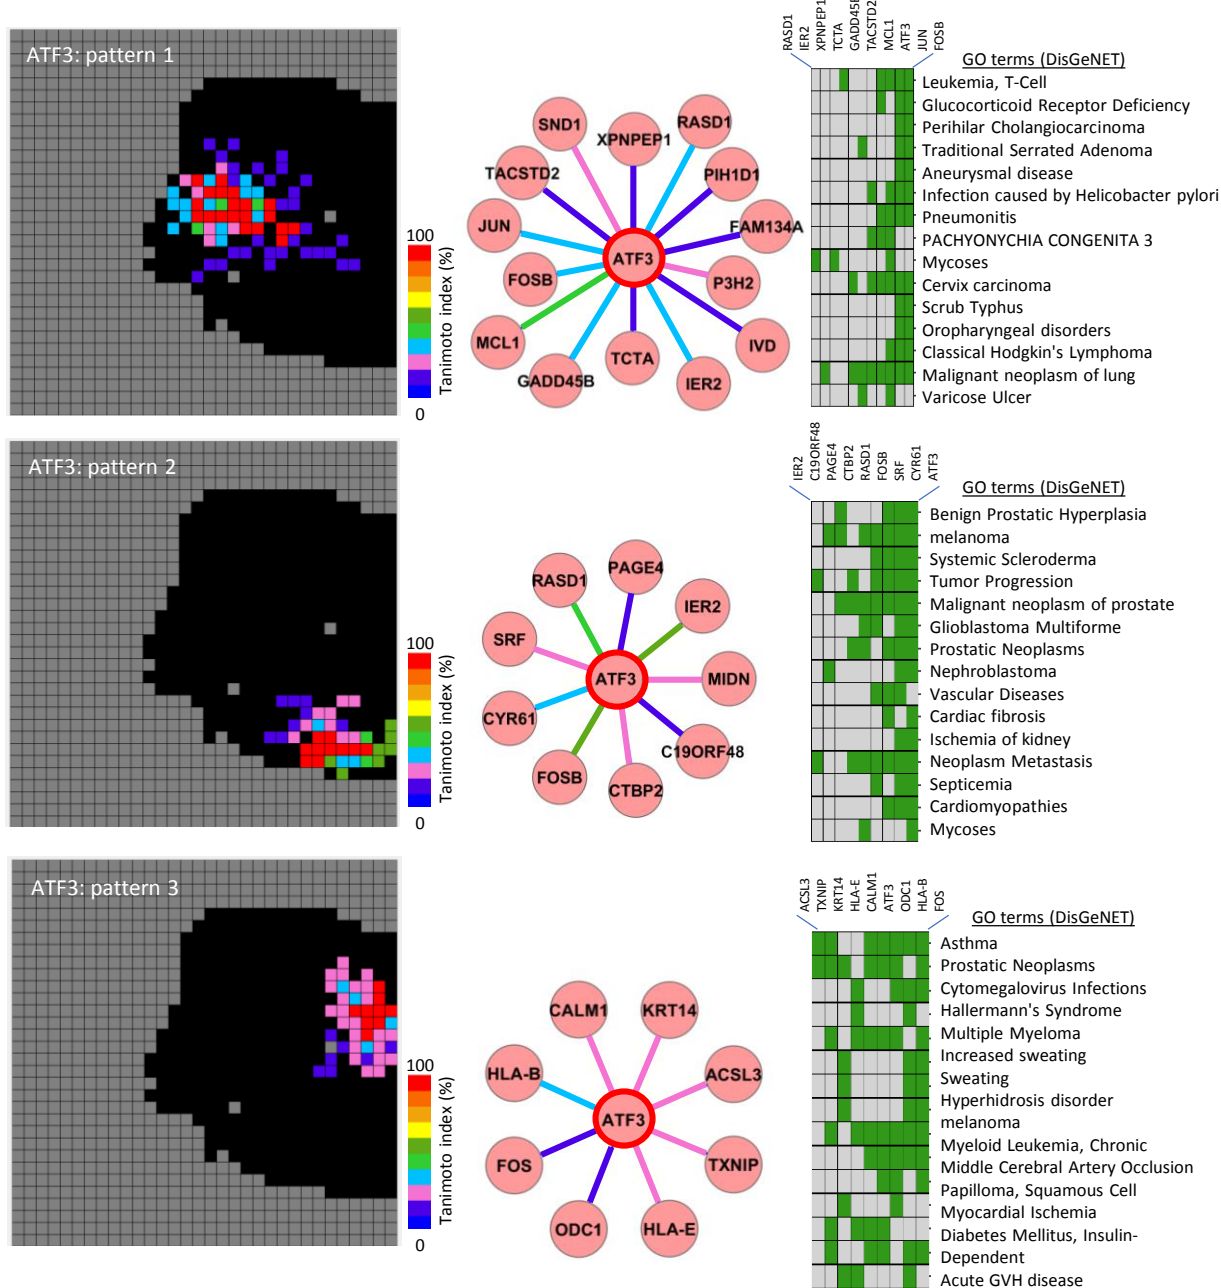 ATF3: pattern 1
100
Tanimoto index (%)
0
SND1
XPNPEP1
RASD1
TACSTD2
PIH1D1
JUN
FAM134A
ATF3
FOSB
P3H2
MCL1
IVD
TCTA
GADD45B
IER2
RASD1
IER2
XPNPEP1
TCTA
GADD45B
TACSTD2
MCL1
ATF3
JUN
FOSB
GO terms (DisGeNET)
Leukemia, T-Cell
Glucocorticoid Receptor Deficiency
Perihilar Cholangiocarcinoma
Traditional Serrated Adenoma
Aneurysmal disease
Infection caused by Helicobacter pylori
Pneumonitis
PACHYONYCHIA CONGENITA 3
Mycoses
Cervix carcinoma
Scrub Typhus
Oropharyngeal disorders
Classical Hodgkin's Lymphoma
Malignant neoplasm of lung
Varicose Ulcer
ATF3: pattern 2
100
Tanimoto index (%)
0
RASD1
PAGE4
IER2
SRF
ATF3
MIDN
CYR61
C19ORF48
FOSB
CTBP2
IER2
C19ORF48
PAGE4
CTBP2
RASD1
FOSB
SRF
CYR61
ATF3
GO terms (DisGeNET)
Benign Prostatic Hyperplasia
melanoma
Systemic Scleroderma
Tumor Progression
Malignant neoplasm of prostate
Glioblastoma Multiforme
Prostatic Neoplasms
Nephroblastoma
Vascular Diseases
Cardiac fibrosis
Ischemia of kidney
Neoplasm Metastasis
Septicemia
Cardiomyopathies
Mycoses
ATF3: pattern 3
100
Tanimoto index (%)
0
CALM1
KRT14
HLA-B
ACSL3
ATF3
FOS
TXNIP
ODC1
HLA-E
ACSL3
TXNIP
KRT14
HLA-E
CALM1
ATF3
ODC1
HLA-B
FOS
GO terms (DisGeNET)
Asthma
Prostatic Neoplasms
Cytomegalovirus Infections
Hallermann's Syndrome
Multiple Myeloma
Increased sweating
Sweating
Hyperhidrosis disorder
melanoma
Myeloid Leukemia, Chronic
Middle Cerebral Artery Occlusion
Papilloma, Squamous Cell
Myocardial Ischemia
Diabetes Mellitus, Insulin-
Dependent
Acute GVH disease